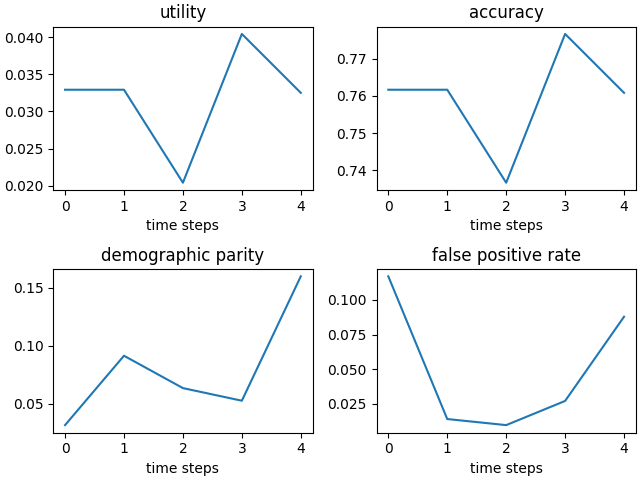 utility
0.040
0.035
0.030
0.025
0.020
0 1 2 3 4
time steps
accuracy
0.77
0.76
0.75
0.74
0 1 2 3 4
time steps
demographic parity
0.15
0.10
0.05
0 1 2 3 4
time steps
false positive rate
0.100
0.075
0.050
0.025
0 1 2 3 4
time steps